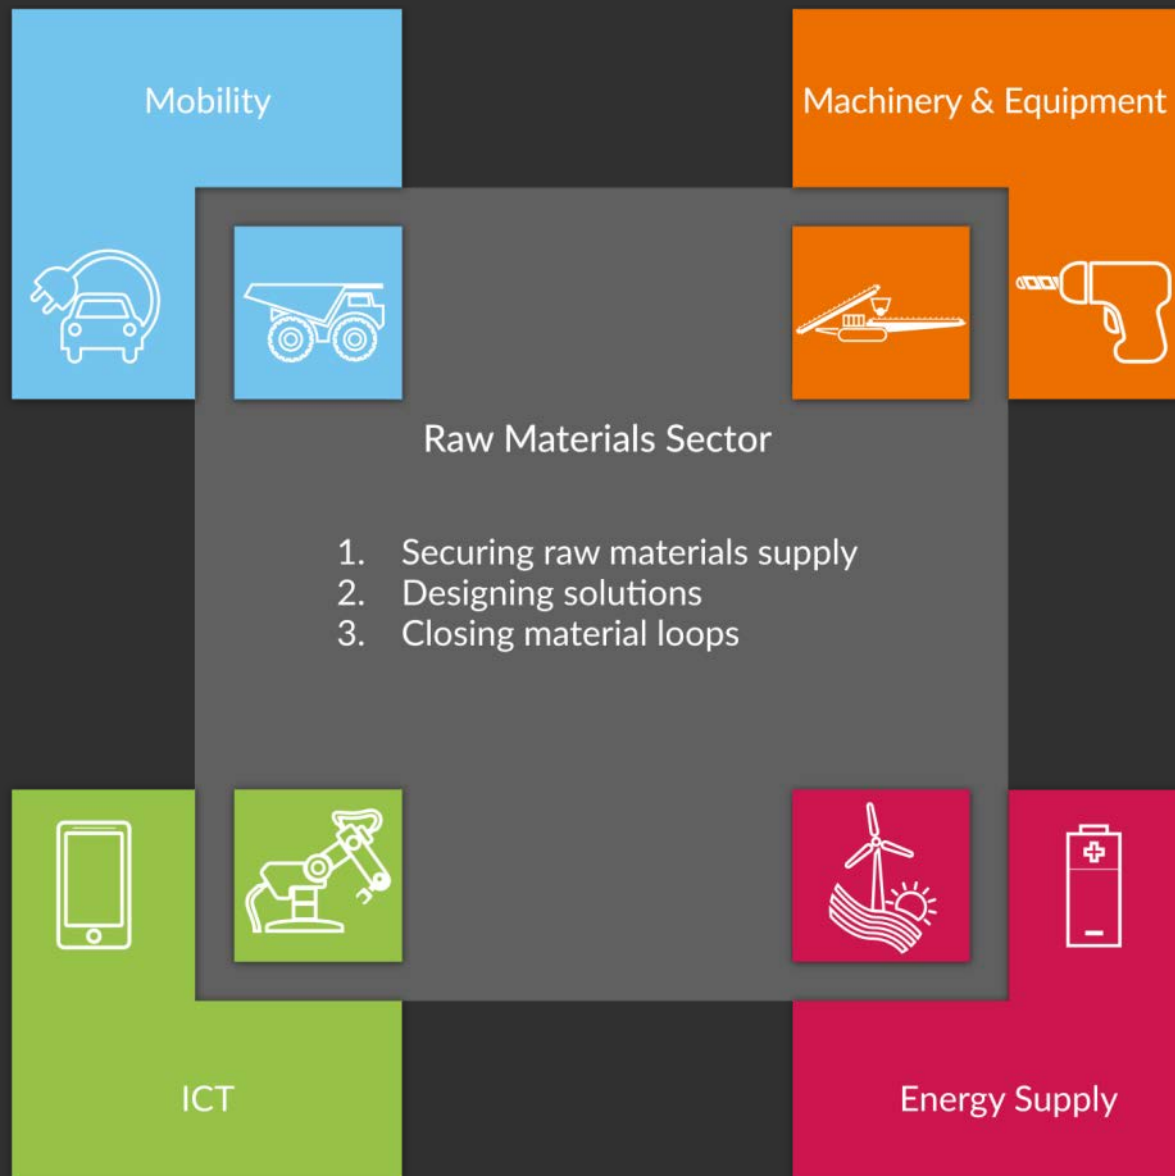 Mobility
Machinery & Equipment
Raw Materials Sector
1. Securing raw materials supply
2. Designing solutions
3. Closing material loops
ICT
Energy Supply